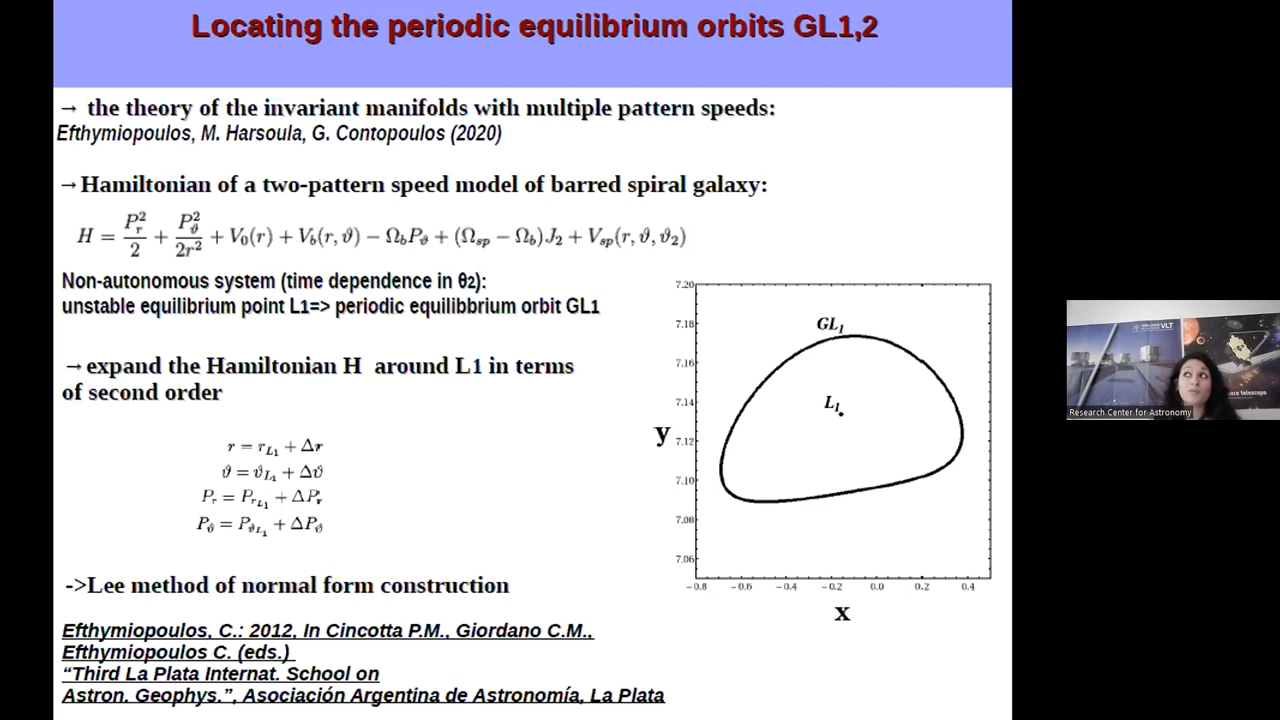 Locating the periodic equilibrium orbits GL1,2
→ the theory of the invariant manifolds with multiple pattern speeds:
Efthymiopoulos, M. Harsoula, G. Contopoulos (2020)
→Hamiltonian of a two-pattern speed model of barred spiral galaxy:
H = P_r^2/2 + P_ϑ^2/2r^2 + V_0(r) + V_b(r, ϑ) − Ω_bP_ϑ + (Ω_sp − Ω_b)J_2 + V_sp(r, ϑ, ϑ_2)
Non-autonomous system (time dependence in θ2):
unstable equilibrium point L1=> periodic equilibbrium orbit GL1
→expand the Hamiltonian H around L1 in terms
of second order
r = r_L1 + Δr
ϑ = ϑ_L1 + Δϑ
P_r = P_rL1 + ΔP_r
P_ϑ = P_ϑL1 + ΔP_ϑ
->Lee method of normal form construction
Efthymiopoulos, C.: 2012, In Cincotta P.M., Giordano C.M.,
Efthymiopoulos C. (eds.)
“Third La Plata Internat. School on
Astron. Geophys.”, Asociación Argentina de Astronomía, La Plata
7.20
7.18
7.16
7.14
7.12
7.10
7.08
7.06
y
GL1
L1
−0.8 −0.6 −0.4 −0.2 0.0 0.2 0.4
x
VLT
Research Center for Astronomy